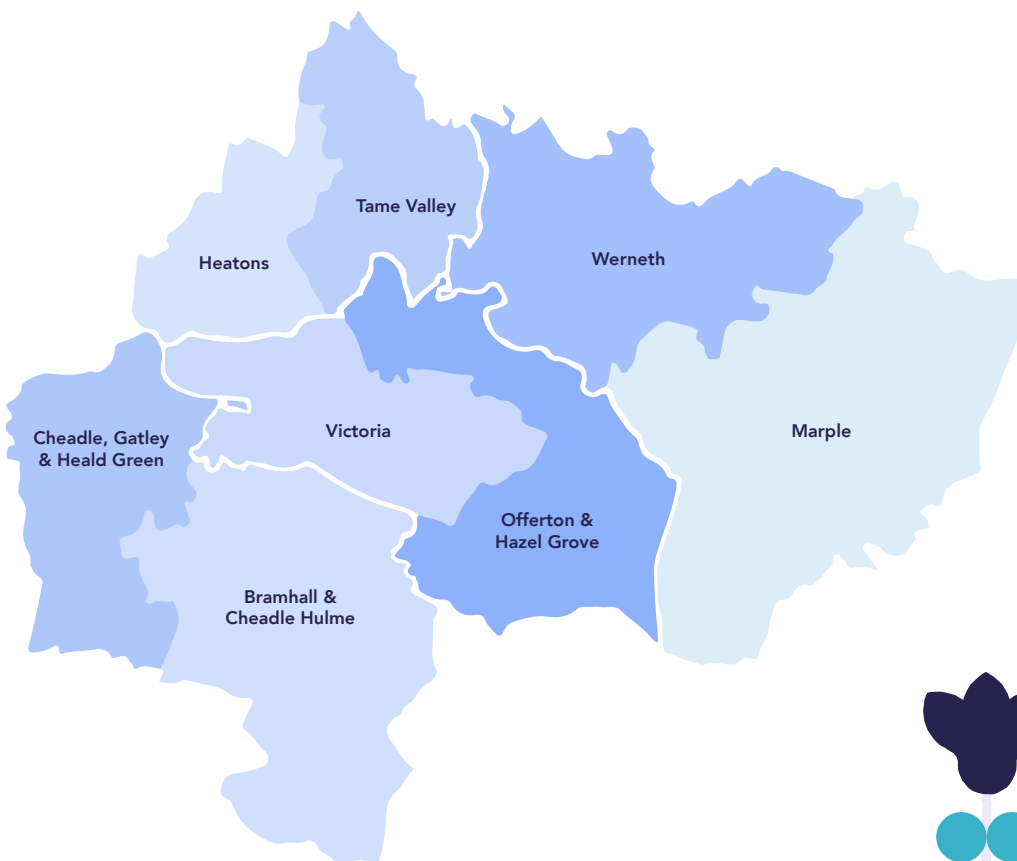 Tame Valley
Heatons
Werneth
Cheadle, Gatley
& Heald Green
Victoria
Marple
Offerton &
Hazel Grove
Bramhall &
Cheadle Hulme